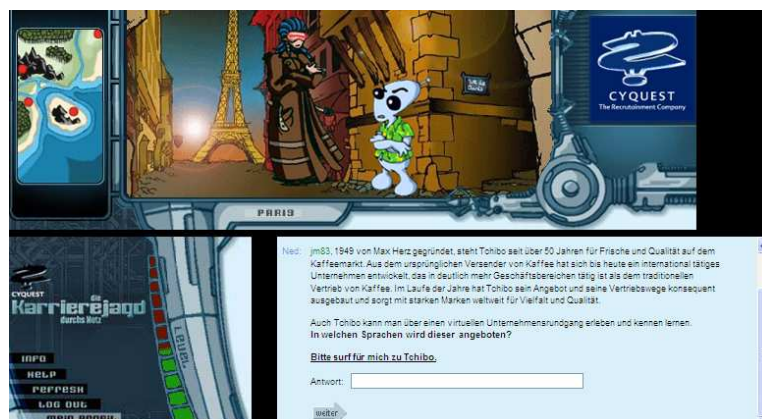 CYQUEST
The Recrutainment Company
PARIS
CYQUEST
die
Karrierejagd
durchs Netz
LEVEL
INFO
HELP
REFRESH
LOG OUT
Ned: jm83, 1949 von Max Herz gegründet, steht Tchibo seit über 50 Jahren für Frische und Qualität auf dem
Kaffeemarkt. Aus dem ursprünglichen Versender von Kaffee hat sich bis heute ein international tätiges
Unternehmen entwickelt, das in deutlich mehr Geschäftsbereichen tätig ist als dem traditionellen
Vertrieb von Kaffee. Im Laufe der Jahre hat Tchibo sein Angebot und seine Vertriebswege konsequent
ausgebaut und sorgt mit starken Marken weltweit für Vielfalt und Qualität.
Auch Tchibo kann man über einen virtuellen Unternehmensrundgang erleben und kennen lernen.
In welchen Sprachen wird dieser angeboten?
Bitte surf für mich zu Tchibo.
Antwort:
weiter